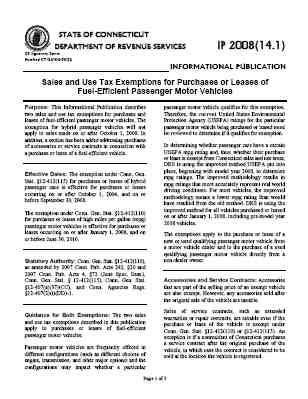 STATE OF CONNECTICUT
DEPARTMENT OF REVENUE SERVICES
IP 2008(14.1)
25 Sigourney Street
Hartford CT 06106-5032
INFORMATIONAL PUBLICATION
Sales and Use Tax Exemptions for Purchases or Leases of
Fuel-Efficient Passenger Motor Vehicles
Purpose: This Informational Publication describes
two sales and use tax exemptions for purchases and
leases of fuel-efficient passenger motor vehicles. The
exemption for hybrid passenger vehicles will not
apply to sales made on or after October 1, 2008. In
addition, a section has been added addressing purchases
of accessories or service contracts in connection with
a purchase or lease of a fuel-efficient vehicle.
Effective Dates: The exemption under Conn. Gen.
Stat. §12-412(115) for purchases or leases of hybrid
passenger cars is effective for purchases or leases
occurring on or after October 1, 2004, and on or
before September 30, 2008.
The exemption under Conn. Gen. Stat. §12-412(110)
for purchases or leases of high miles per gallon (mpg)
passenger motor vehicles is effective for purchases or
leases occurring on or after January 1, 2008, and on
or before June 30, 2010.
Statutory Authority: Conn. Gen. Stat. §12-412(110),
as amended by 2007 Conn. Pub. Acts 242, §20 and
2007 Conn. Pub. Acts 4, §73 (June Spec. Sess.),
Conn. Gen. Stat. § 12-412(115), Conn. Gen. Stat.
Guidance for Both Exemptions: The two sales
and use tax exemptions described in this publication
apply to purchases or leases of fuel-efficient
passenger motor vehicles.
Passenger motor vehicles are frequently offered in
different configurations (such as different choices of
engine, transmission, and other major options) and the
configurations may impact whether a particular
passenger motor vehicle qualifies for this exemption.
Therefore, the most current United States Environmental
Protection Agency (USEPA) ratings for the particular
passenger motor vehicle being purchased or leased must
be reviewed to determine if it qualifies for exemption.
In determining whether passenger cars have a certain
USEPA mpg rating and, thus, whether their purchase
or lease is exempt from Connecticut sales and use taxes,
DRS is using the improved method USEPA put into
place, beginning with model year 2008, to determine
mpg ratings. The improved methodology results in
mpg ratings that more accurately represent real world
driving conditions. For most vehicles, the improved
methodology means a lower mpg rating than would
have resulted from the old method. DRS is using the
improved method for all vehicles purchased or leased
on or after January 1, 2008, including pre-model year
2008 vehicles.
The exemptions apply to the purchase or lease of a
new or used qualifying passenger motor vehicle from
a motor vehicle dealer and to the purchase of a used
qualifying passenger motor vehicle directly from a
non-dealer owner.
Accessories and Service Contracts: Accessories
that are part of the selling price of an exempt vehicle
are also exempt. However, any accessories sold after
the original sale of the vehicle are taxable.
Sales of service contracts, such as extended
warranties or repair contracts, are taxable even if the
purchase or lease of the vehicle is exempt under
Conn. Gen. Stat. §12-412(110) or §12-412(115). An
exception is if a nonresident of Connecticut purchases
a service contract after the original purchase of the
vehicle, in which case the contract is considered to be
sold at the location the vehicle is registered.
Page 1 of 3